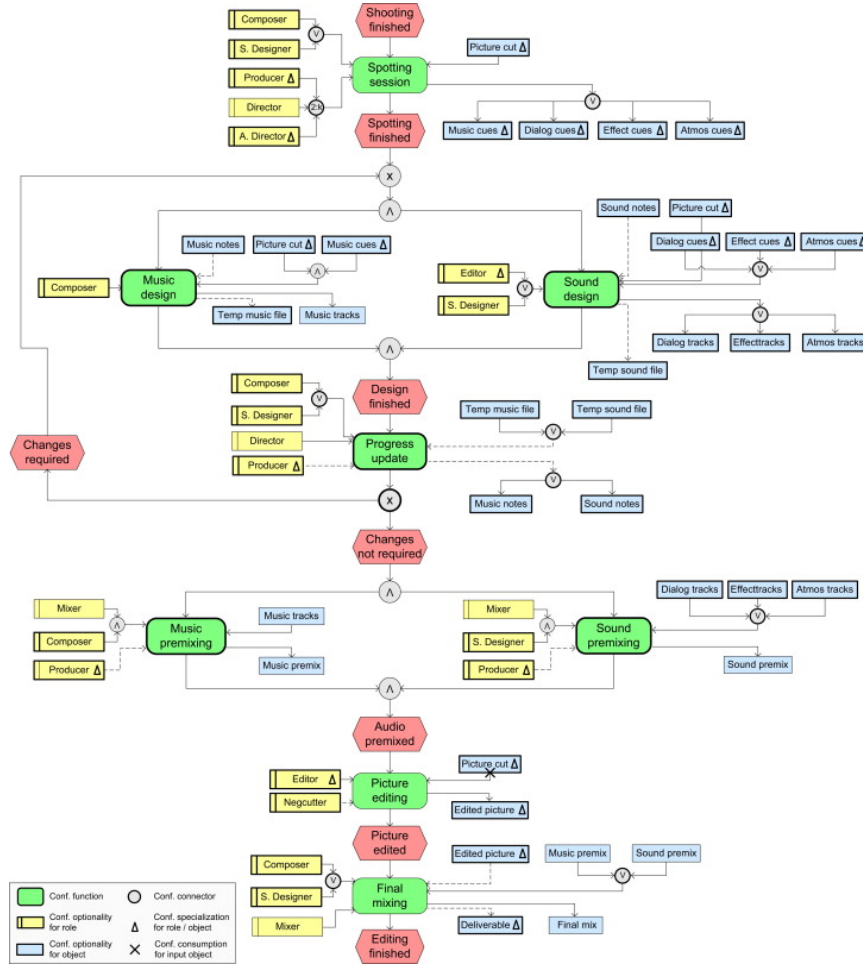 Shooting
finished
Composer
V
S. Designer
Picture cut Δ
Spotting
session
Producer Δ
Director
2:k
A. Director Δ
V
Spotting
finished
Music cues Δ
Dialog cues Δ
Effect cues Δ
Atmos cues Δ
X
Λ
Sound notes
Picture cut Δ
Music notes
Picture cut Δ
Music cues Δ
Dialog cues Δ
Effect cues Δ
Atmos cues Δ
Λ
V
Composer
Music
design
Editor Δ
V
S. Designer
Sound
design
Temp music file
Music tracks
V
Dialog tracks
Effecttracks
Atmos tracks
Λ
Temp sound file
Design
finished
Composer
V
S. Designer
Temp music file
Temp sound file
V
Director
Producer Δ
Progress
update
Changes
required
V
Music notes
Sound notes
X
Changes
not required
Λ
Mixer
Λ
Composer
Producer Δ
Music
premixing
Music tracks
Music premix
Mixer
Λ
S. Designer
Producer Δ
Sound
premixing
Dialog tracks
Effecttracks
Atmos tracks
V
Sound premix
Λ
Audio
premixed
Picture cut Δ
Editor Δ
Negcutter
Picture
editing
Edited picture Δ
Picture
edited
Edited picture Δ
Music premix
Sound premix
V
Composer
V
S. Designer
Mixer
Final
mixing
Deliverable Δ
Final mix
Editing
finished
Conf. function
Conf. connector
Conf. optionality
for role
Δ
Conf. specialization
for role / object
Conf. optionality
for object
Conf. consumption
for input object